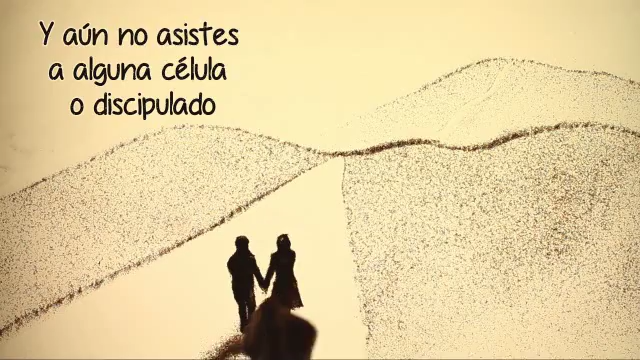 Y aún no asistes
a alguna célula
o discipulado